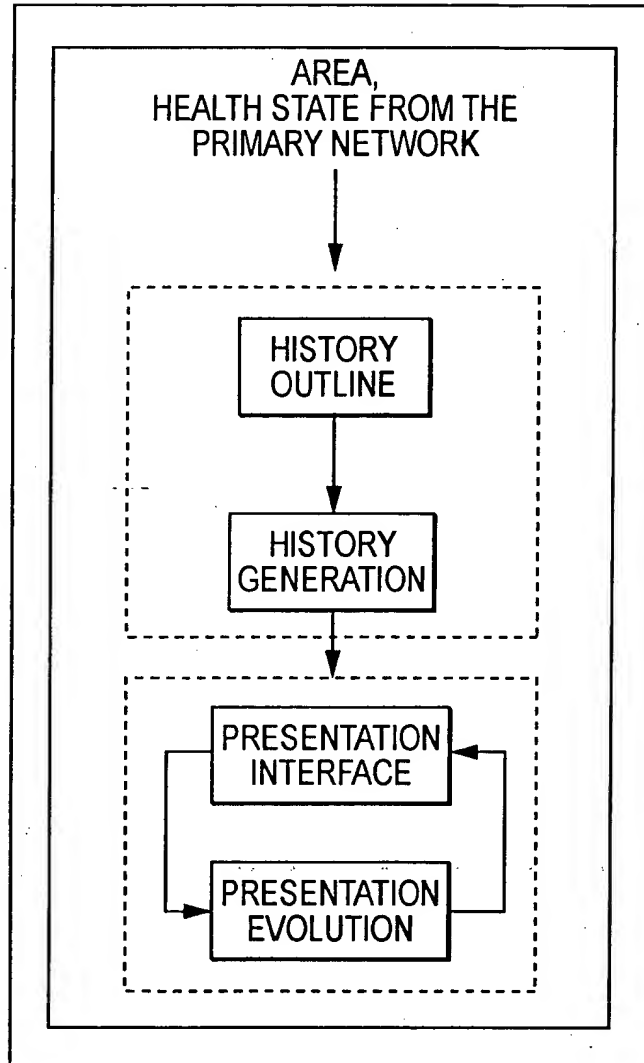 AREA,
HEALTH STATE FROM THE
PRIMARY NETWORK
HISTORY
OUTLINE
HISTORY
GENERATION
PRESENTATION
INTERFACE
PRESENTATION
EVOLUTION